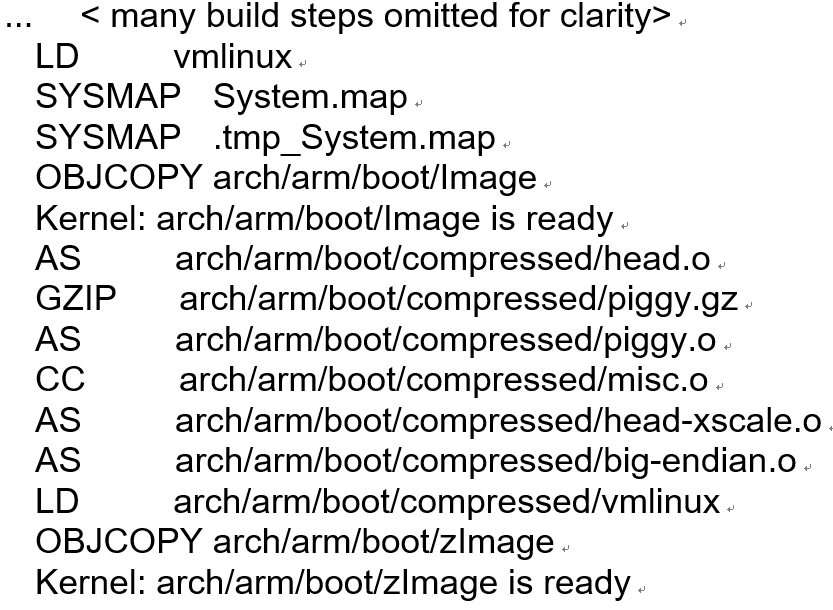 ... < many build steps omitted for clarity>
LD vmlinux
SYSMAP System.map
SYSMAP .tmp_System.map
OBJCOPY arch/arm/boot/Image
Kernel: arch/arm/boot/Image is ready
AS arch/arm/boot/compressed/head.o
GZIP arch/arm/boot/compressed/piggy.gz
AS arch/arm/boot/compressed/piggy.o
CC arch/arm/boot/compressed/misc.o
AS arch/arm/boot/compressed/head-xscale.o
AS arch/arm/boot/compressed/big-endian.o
LD arch/arm/boot/compressed/vmlinux
OBJCOPY arch/arm/boot/zImage
Kernel: arch/arm/boot/zImage is ready